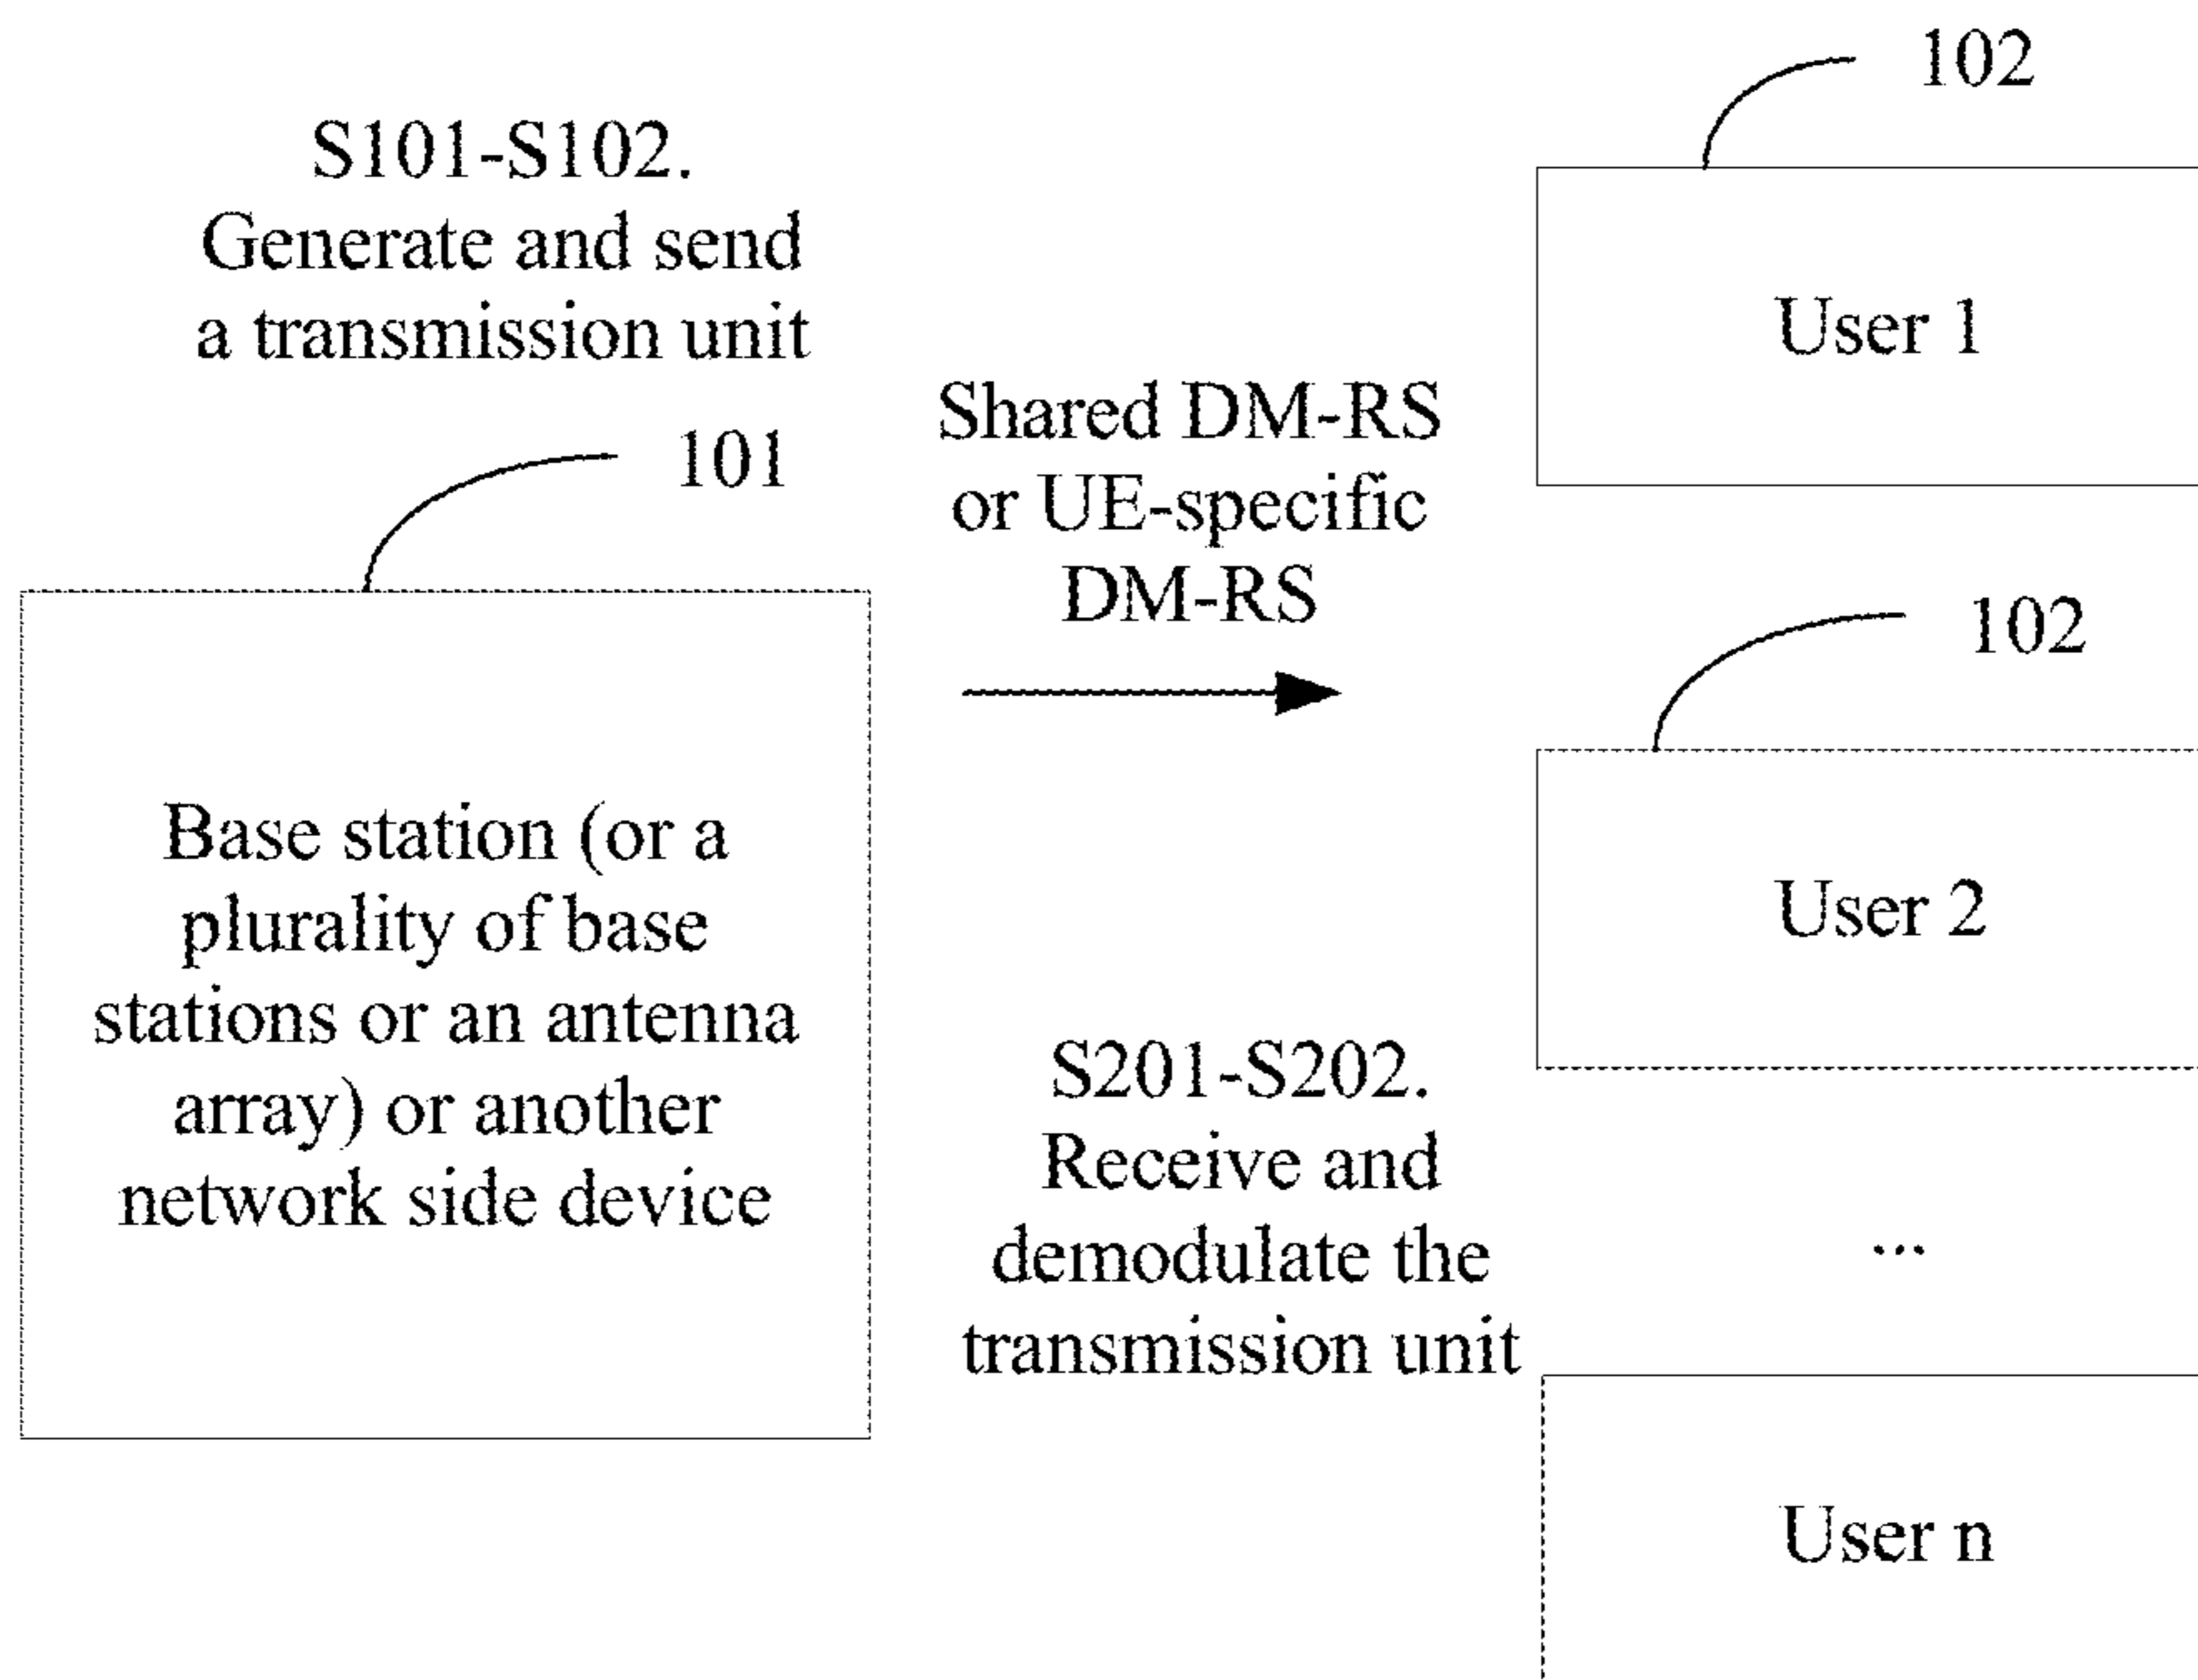 S101-S102.
Generate and send
a transmission unit
101
Base station (or a
plurality of base
stations or an antenna
array) or another
network side device
Shared DM-RS
or UE-specific
DM-RS
S201-S202.
Receive and
demodulate the
transmission unit
102
User 1
102
User 2
...
User n